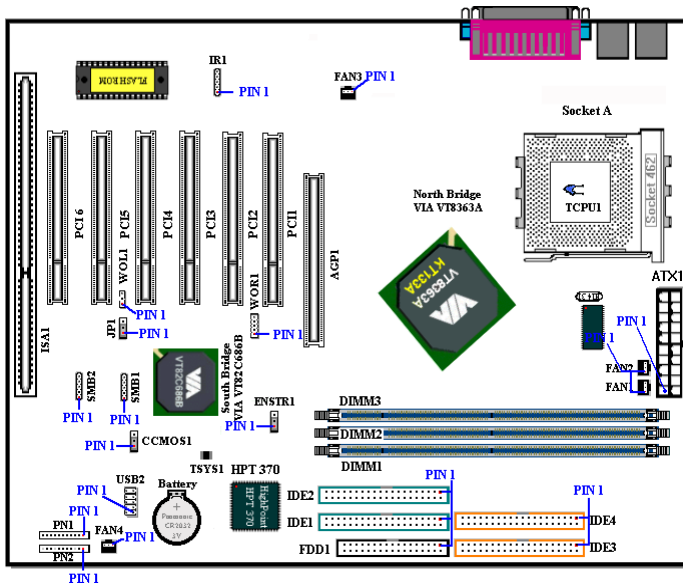 IR1
PIN 1
FLASH ROM
FAN3
PIN 1
Socket A
Socket 462
TCPU1
North Bridge
VIA VT8363A
VT8363A
KT133A
VIA
PCI 6
PCI5
PCI4
PCI3
PCI2
PCI1
AGP1
ISA1
WOL1
PIN 1
JP1
PIN 1
WOR1
PIN 1
ATX1
PIN 1
FAN2
FAN1
PIN 1
VIA
VT82C686B
South Bridge
VIA VT82C686B
SMB2
PIN 1
SMB1
PIN 1
ENSTR1
PIN 1
CCMOS1
PIN 1
DIMM3
DIMM2
DIMM1
TSYS1
HPT 370
HighPoint
HPT 370
USB2
PIN 1
Battery
+
Panasonic
CR2032
PN1
PIN 1
PN2
PIN 1
FAN4
PIN 1
IDE2
IDE1
FDD1
PIN 1
PIN 1
IDE4
IDE3